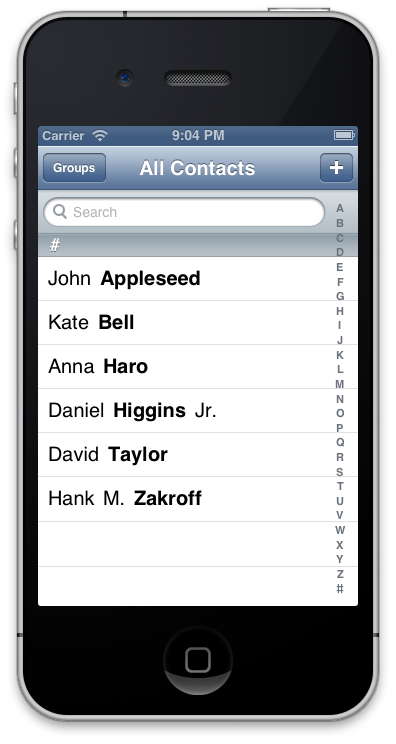 Carrier 9:04 PM
Groups All Contacts +
Search
#
John Appleseed
Kate Bell
Anna Haro
Daniel Higgins Jr.
David Taylor
Hank M. Zakroff
A
B
C
D
E
F
G
H
I
J
K
L
M
N
O
P
Q
R
S
T
U
V
W
X
Y
Z
#